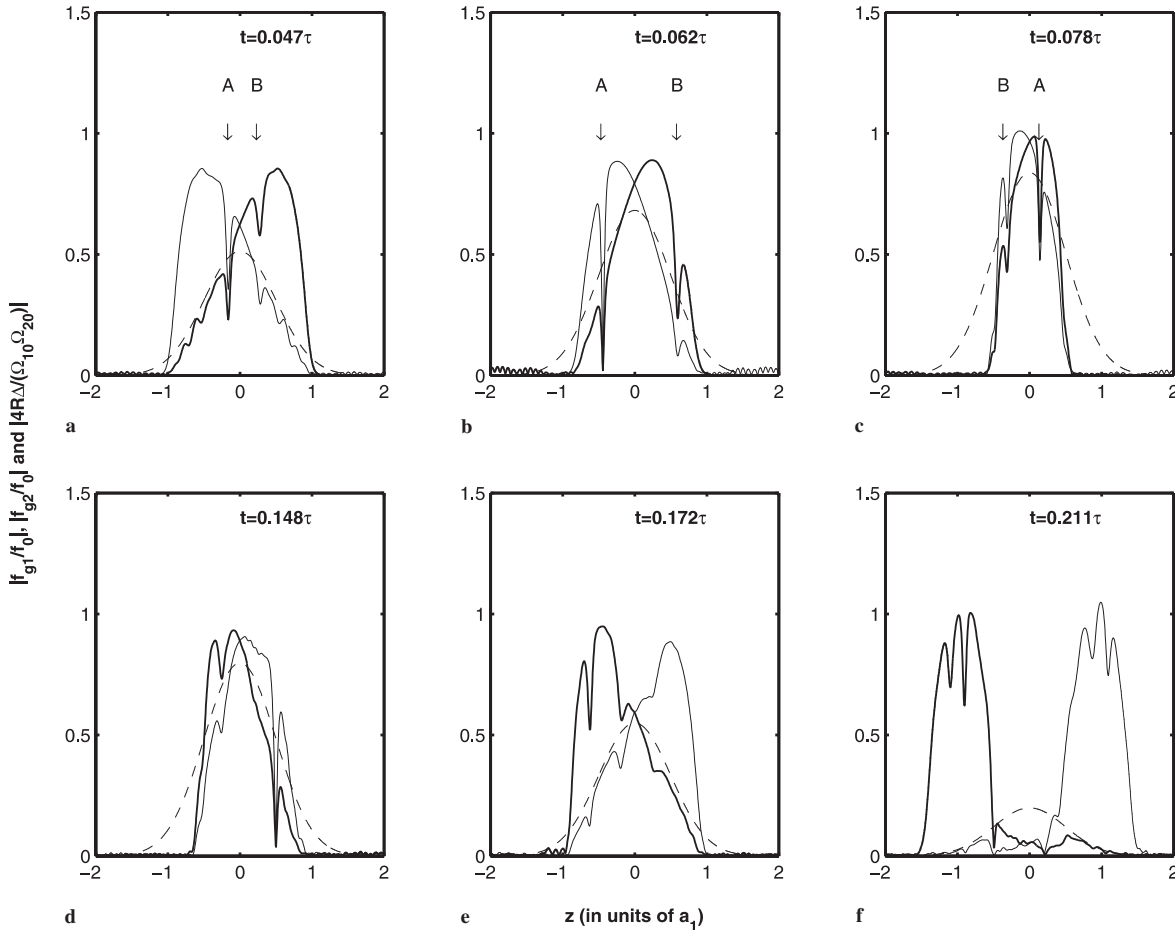 |f_g1/f_0|, |f_g2/f_0| and |4RΔ/(Ω_10Ω_20)|
1.5
1
0.5
0
−2
−1
0
1
2
t=0.047τ
A
B
a
1.5
1
0.5
0
−2
−1
0
1
2
t=0.062τ
A
B
b
1.5
1
0.5
0
−2
−1
0
1
2
t=0.078τ
B
A
c
1.5
1
0.5
0
−2
−1
0
1
2
t=0.148τ
d
1.5
1
0.5
0
−2
−1
0
1
2
t=0.172τ
e
z (in units of a_1)
1.5
1
0.5
0
−2
−1
0
1
2
t=0.211τ
f